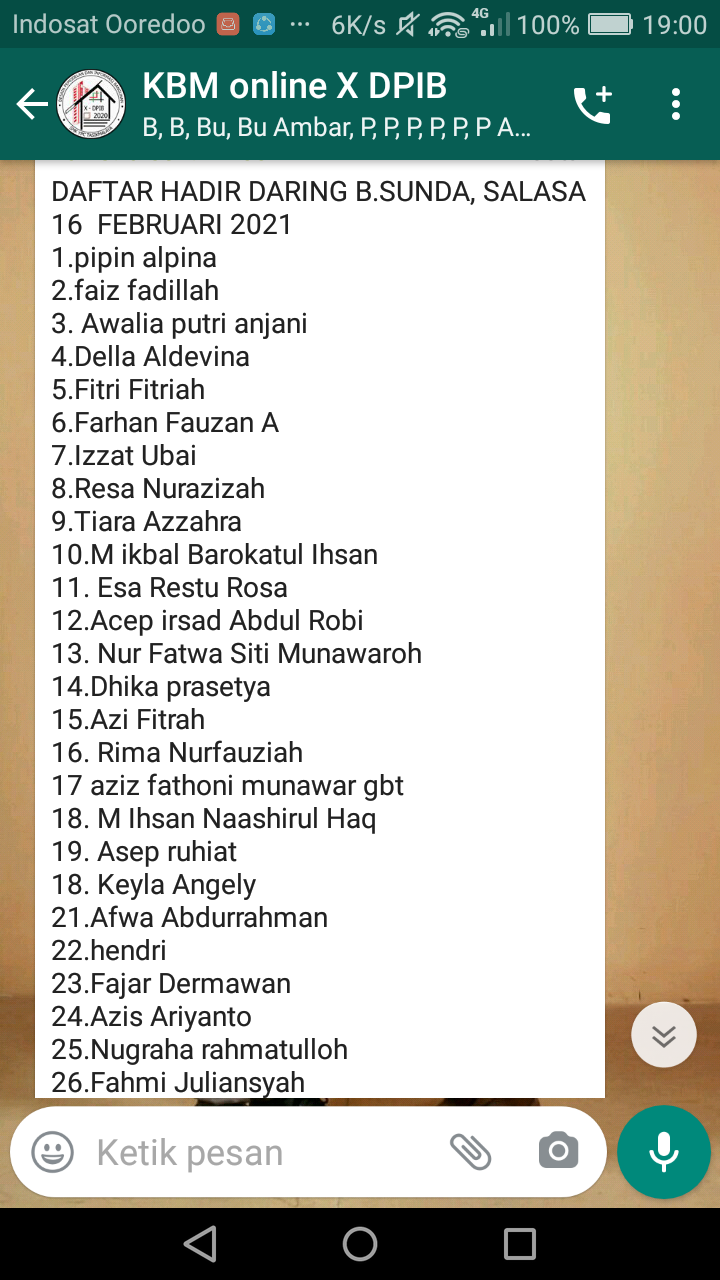 Indosat Ooredoo ... 6K/s 4G 100% 19:00
KBM online X DPIB
B, B, Bu, Bu Ambar, P, P, P, P, P, P A...
X - DPIB
2020
DAFTAR HADIR DARING B.SUNDA, SALASA
16 FEBRUARI 2021
1.pipin alpina
2.faiz fadillah
3. Awalia putri anjani
4.Della Aldevina
5.Fitri Fitriah
6.Farhan Fauzan A
7.Izzat Ubai
8.Resa Nurazizah
9.Tiara Azzahra
10.M ikbal Barokatul Ihsan
11. Esa Restu Rosa
12.Acep irsad Abdul Robi
13. Nur Fatwa Siti Munawaroh
14.Dhika prasetya
15.Azi Fitrah
16. Rima Nurfauziah
17 aziz fathoni munawar gbt
18. M Ihsan Naashirul Haq
19. Asep ruhiat
18. Keyla Angely
21.Afwa Abdurrahman
22.hendri
23.Fajar Dermawan
24.Azis Ariyanto
25.Nugraha rahmatulloh
26.Fahmi Juliansyah
Ketik pesan